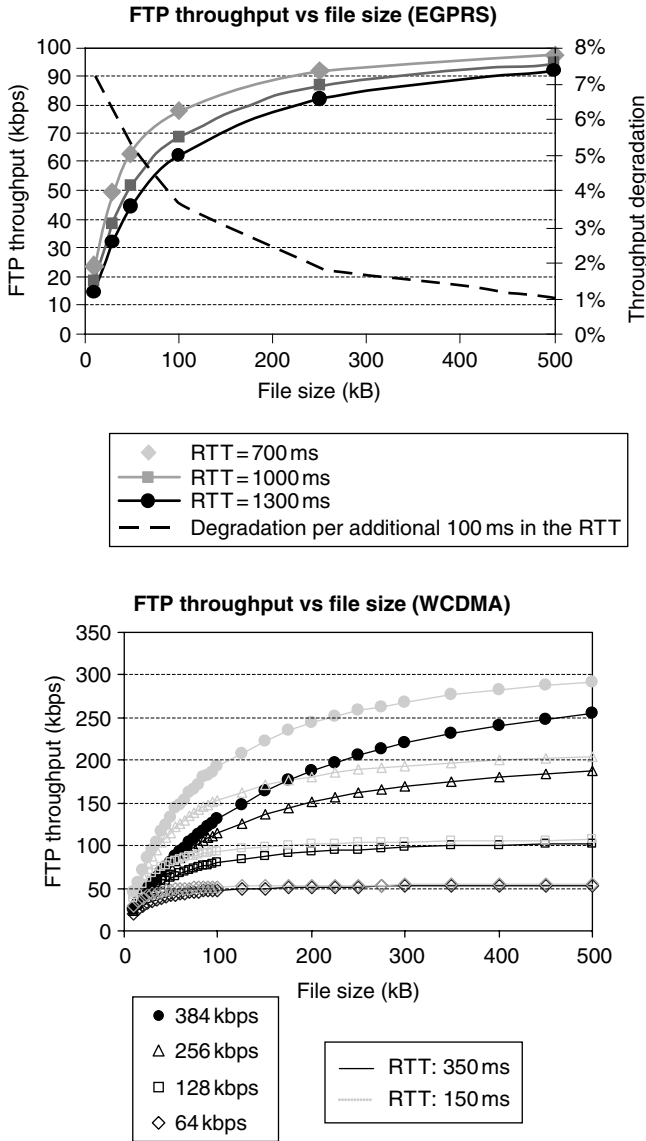 FTP throughput vs file size (EGPRS)
FTP throughput (kbps)
100
90
80
70
60
50
40
30
20
10
0
8%
7%
6%
5%
4%
3%
2%
1%
0%
Throughput degradation
0 100 200 300 400 500
File size (kB)
RTT = 700 ms
RTT = 1000 ms
RTT = 1300 ms
Degradation per additional 100 ms in the RTT
FTP throughput vs file size (WCDMA)
FTP throughput (kbps)
350
300
250
200
150
100
50
0
0 100 200 300 400 500
File size (kB)
384 kbps
256 kbps
128 kbps
64 kbps
RTT: 350 ms
RTT: 150 ms